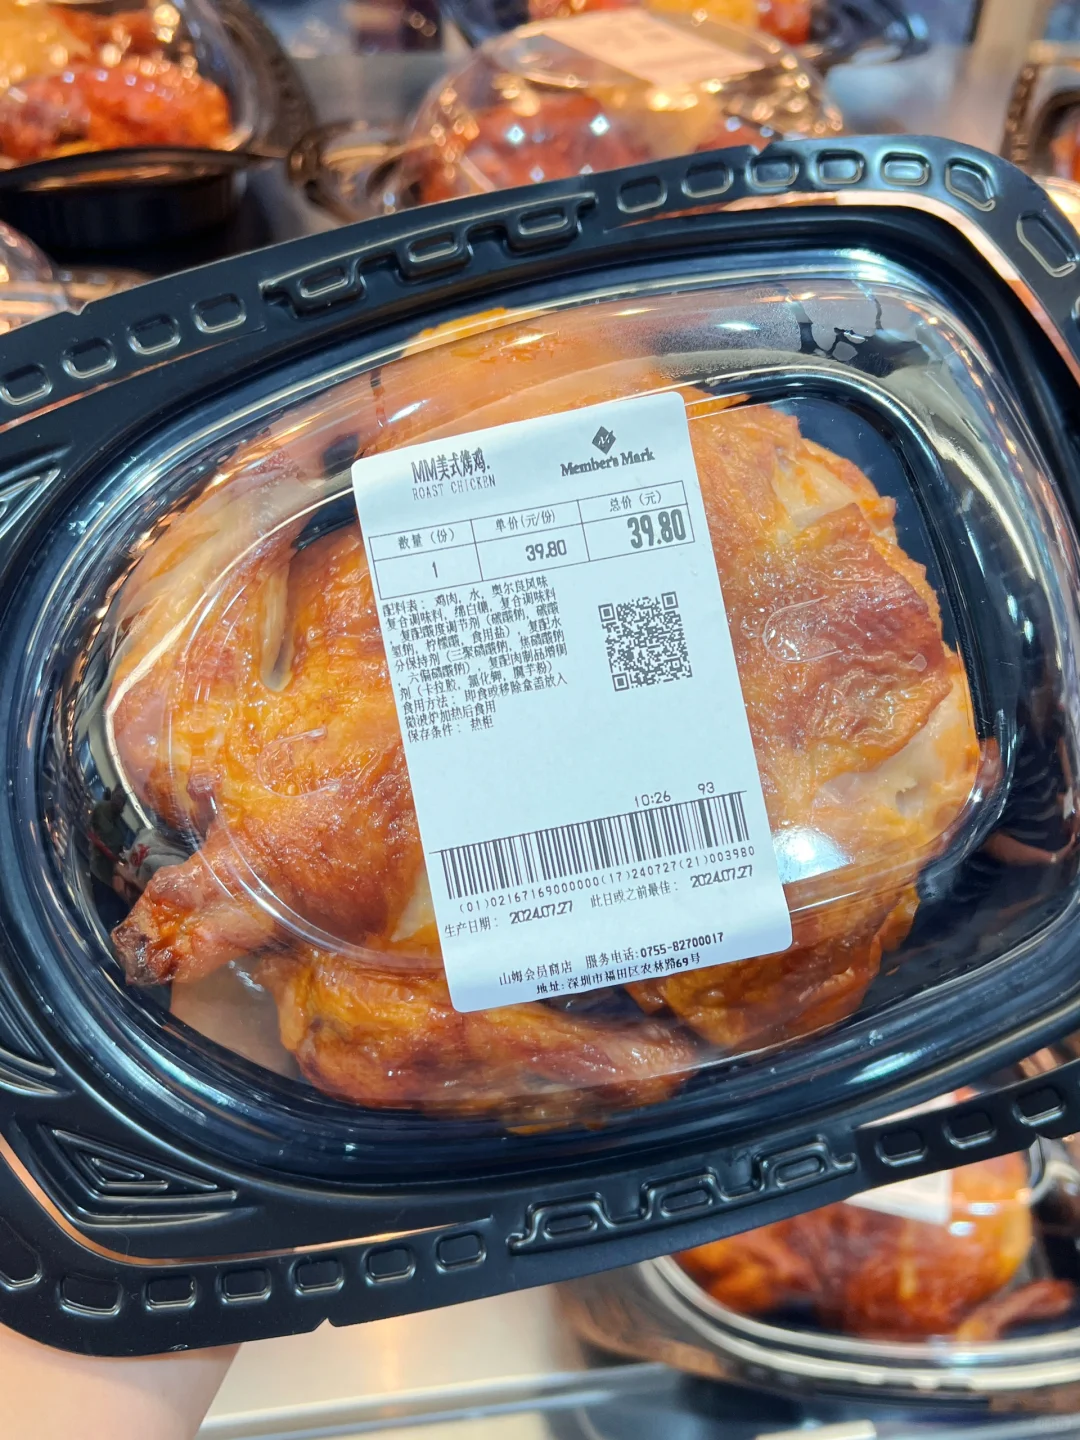 MM美式烤鸡.
ROAST CHICKEN
Member's Mark
数量（份）
单价(元/份)
总价（元）
1
39.80
39.80
配料表：鸡肉，水，奥尔良风味
复合调味料，绵白糖，复合调味料
，复配酸度调节剂（磷酸钠，碳酸
氢钠，柠檬酸，食用盐），复配水
分保持剂（三聚磷酸钠，焦磷酸钠
，六偏磷酸钠），复配肉制品增稠
剂（卡拉胶，氯化钾，魔芋粉）
食用方法：即食或移除盒盖放入
微波炉加热后食用
保存条件：热柜
10:26 93
(01)02167169000000(17)240727(21)003980
生产日期：2024.07.27 此日或之前最佳：2024.07.27
山姆会员商店 服务电话:0755-82700017
地址:深圳市福田区农林路69号